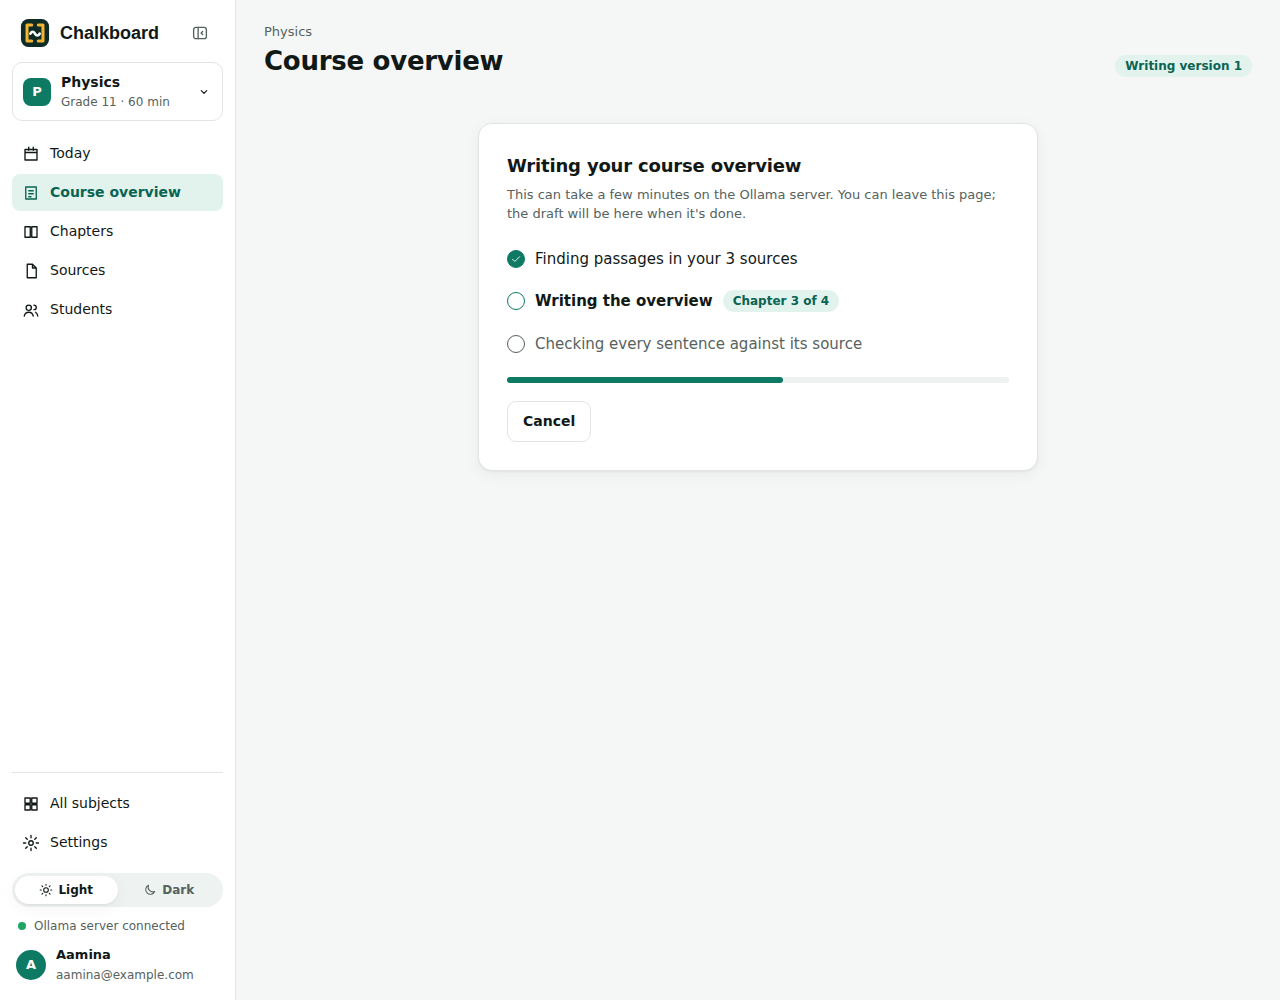 Chalkboard
P
Physics
Grade 11 · 60 min
Today
Course overview
Chapters
Sources
Students
All subjects
Settings
Light
Dark
Ollama server connected
A
Aamina
aamina@example.com
Physics
Course overview
Writing version 1
Writing your course overview
This can take a few minutes on the Ollama server. You can leave this page;
the draft will be here when it's done.
Finding passages in your 3 sources
Writing the overview Chapter 3 of 4
Checking every sentence against its source
Cancel